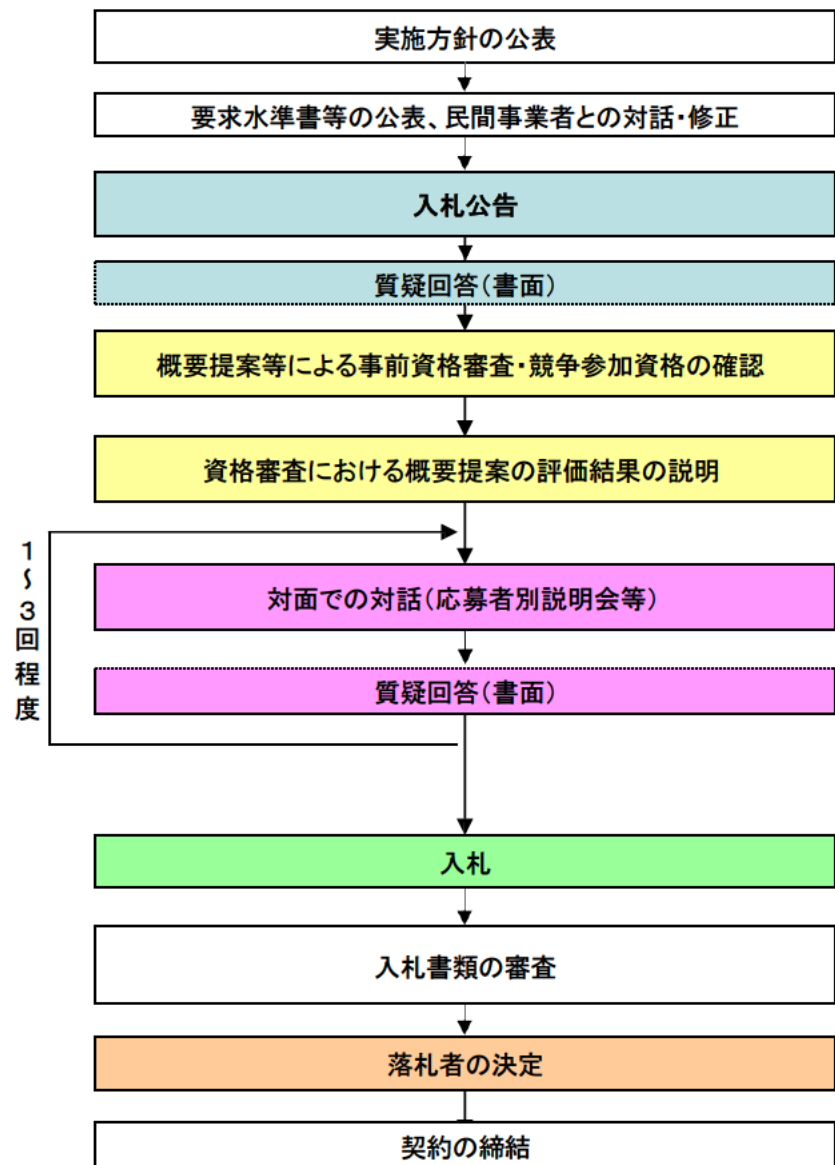 実施方針の公表
要求水準書等の公表、民間事業者との対話・修正
入札公告
質疑回答(書面)
概要提案等による事前資格審査・競争参加資格の確認
資格審査における概要提案の評価結果の説明
1～3回程度
対面での対話(応募者別説明会等)
質疑回答(書面)
入札
入札書類の審査
落札者の決定
契約の締結